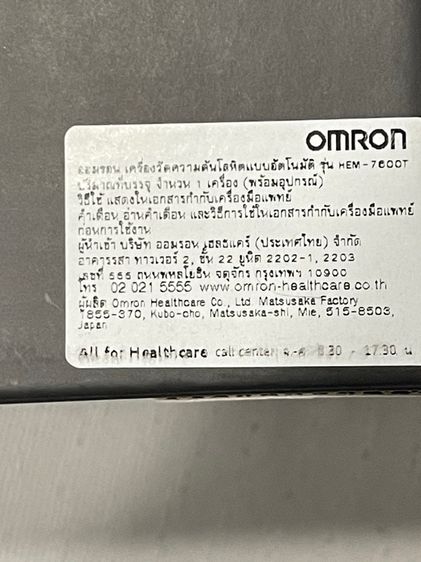 OMRON
ออมรอน เครื่องวัดความดันโลหิตแบบอัตโนมัติ รุ่น HEM-7600T
ปริมาณที่บรรจุ จำนวน 1 เครื่อง (พร้อมอุปกรณ์)
วิธีใช้ แสดงในเอกสารกำกับเครื่องมือแพทย์
คำเตือน อ่านคำเตือน และวิธีการใช้ในเอกสารกำกับเครื่องมือแพทย์
ก่อนการใช้งาน
ผู้นำเข้า บริษัท ออมรอน เฮลธแคร์ (ประเทศไทย) จำกัด
อาคารรสา ทาวเวอร์ 2, ชั้น 22 ยูนิต 2202-1, 2203
เลขที่ 555 ถนนพหลโยธิน จตุจักร กรุงเทพฯ 10900
โทร 02 021 5555 www.omron-healthcare.co.th
ผู้ผลิต Omron Healthcare Co., Ltd. Matsusaka Factory
1855-370, Kubo-cho, Matsusaka-shi, Mie, 515-8503,
Japan
All for Healthcare call center จ.-ศ 8.30 - 17.30 น